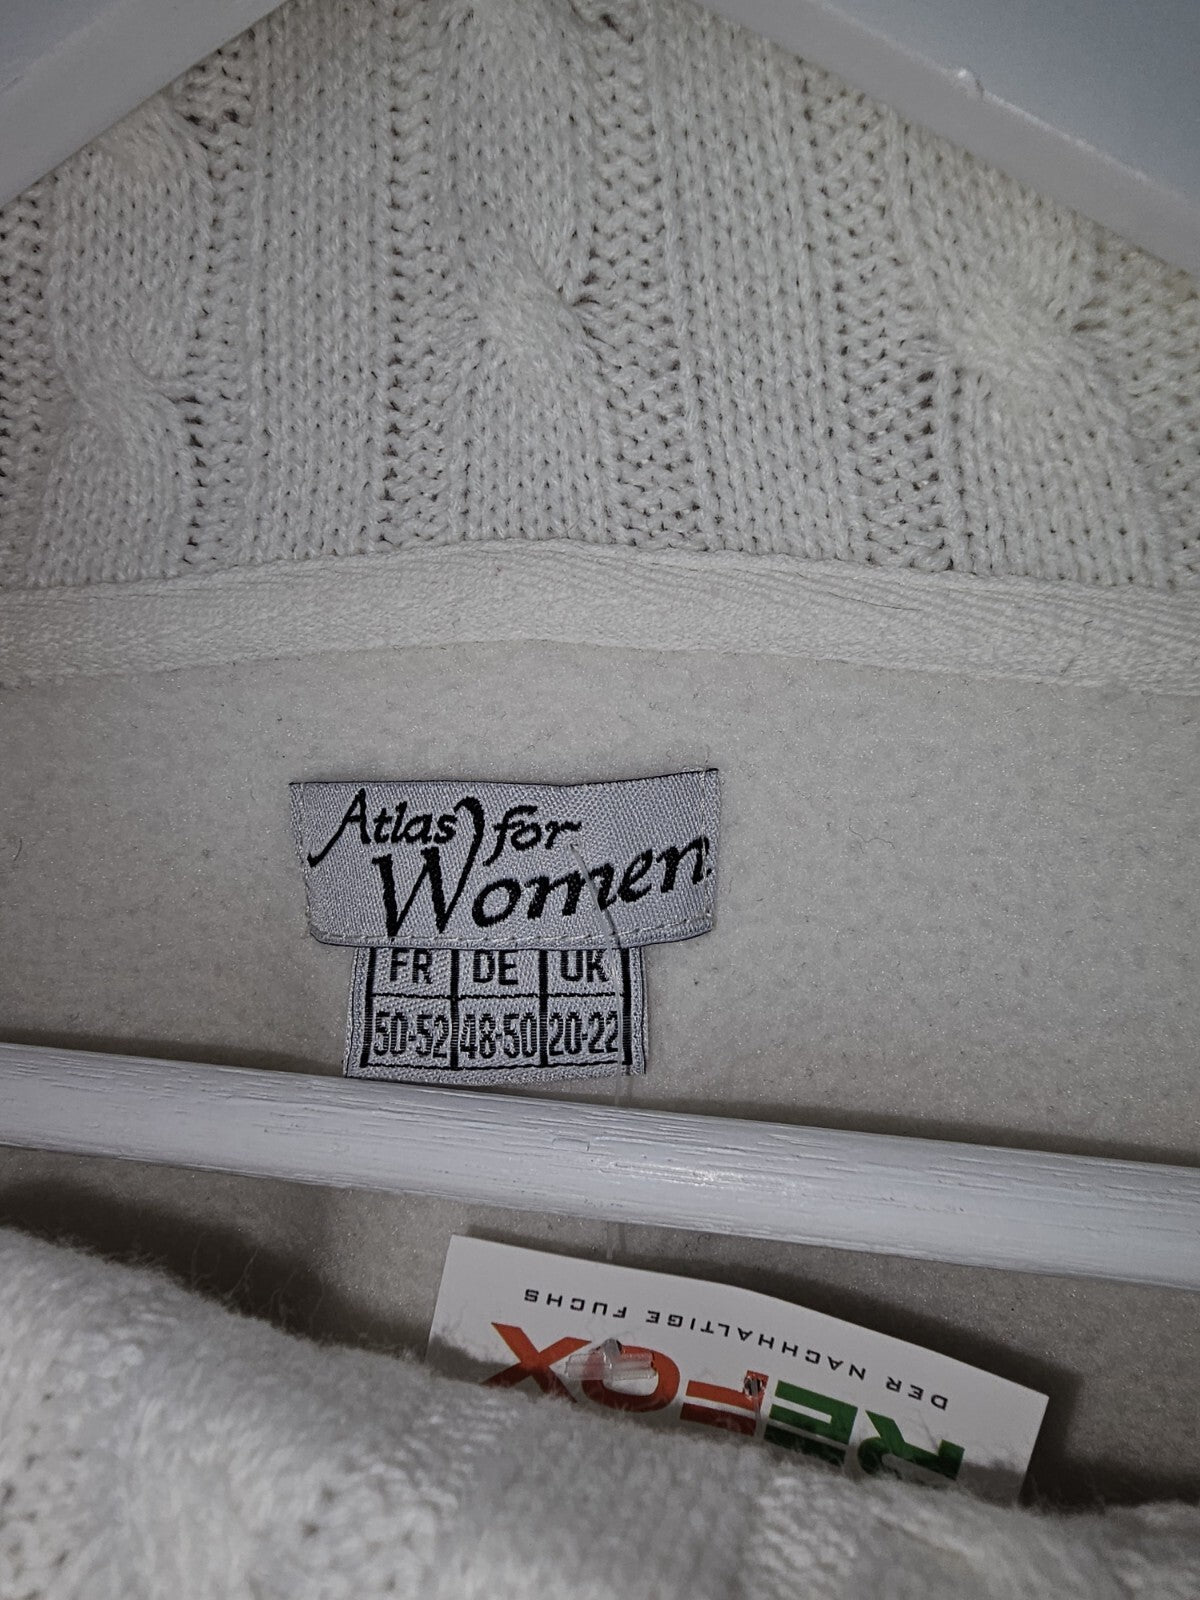 Atlas for
Women
FR DE UK
50-52 48-50 20-22
REFOX
DER NACHHALTIGE FUCHS